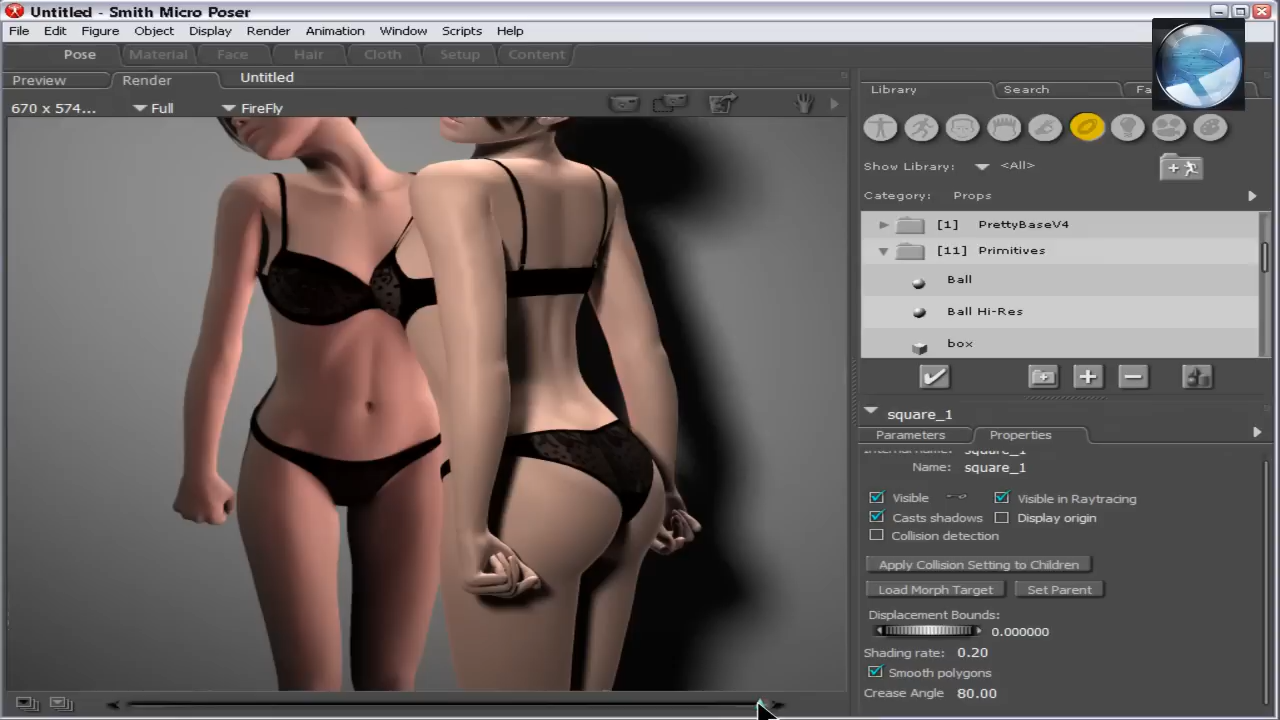 Untitled - Smith Micro Poser
File Edit Figure Object Display Render Animation Window Scripts Help
Pose Material Face Hair Cloth Setup Content
Preview Render Untitled
670 x 574... Full FireFly
Library Search Fa
Show Library: <All>
Category: Props
[1] PrettyBaseV4
[11] Primitives
Ball
Ball Hi-Res
box
square_1
Parameters Properties
Internal Name: square_1
Name: square_1
Visible Visible in Raytracing
Casts shadows Display origin
Collision detection
Apply Collision Setting to Children
Load Morph Target Set Parent
Displacement Bounds:
0.000000
Shading rate: 0.20
Smooth polygons
Crease Angle 80.00